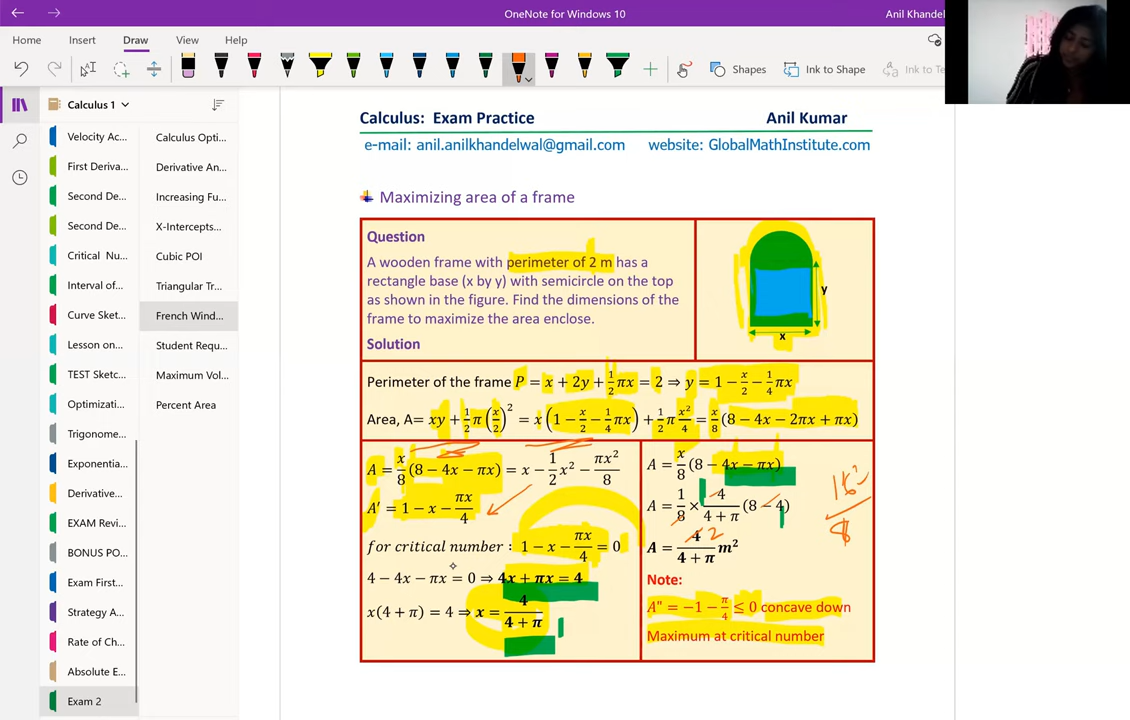 OneNote for Windows 10
Anil Khandel
Home Insert Draw View Help
Shapes Ink to Shape Ink to Te
Calculus 1
Velocity Ac...
First Deriva...
Second De...
Second De...
Critical Nu...
Interval of...
Curve Sket...
Lesson on...
TEST Sketc...
Optimizati...
Trigonome...
Exponentia...
Derivative...
EXAM Revi...
BONUS PO...
Exam First...
Strategy A...
Rate of Ch...
Absolute E...
Exam 2
Calculus Opti...
Derivative An...
Increasing Fu...
X-Intercepts...
Cubic POI
Triangular Tr...
French Wind...
Student Requ...
Maximum Vol...
Percent Area
Calculus: Exam Practice Anil Kumar
e-mail: anil.anilkhandelwal@gmail.com website: GlobalMathInstitute.com
Maximizing area of a frame
Question
A wooden frame with perimeter of 2 m has a
rectangle base (x by y) with semicircle on the top
as shown in the figure. Find the dimensions of the
frame to maximize the area enclose.
Solution
y
x
Perimeter of the frame P = x + 2y + 1/2 πx = 2 ⇒ y = 1 − x/2 − 1/4 πx
Area, A= xy + 1/2 π(x/2)² = x(1 − x/2 − 1/4 πx) + 1/2 π x²/4 = x/8 (8 − 4x − 2πx + πx)
A = x/8 (8 − 4x − πx) = x − 1/2 x² − πx²/8
A′ = 1 − x − πx/4
for critical number : 1 − x − πx/4 = 0
4 − 4x − πx = 0 ⇒ 4x + πx = 4
x(4 + π) = 4 ⇒ x = 4/(4 + π)
A = x/8 (8 − 4x − πx)
A = 1/8 × 4/(4 + π) (8 − 4)
A = 4/(4 + π) m²
2
Note:
A″ = −1 − π/4 ≤ 0 concave down
Maximum at critical number
8